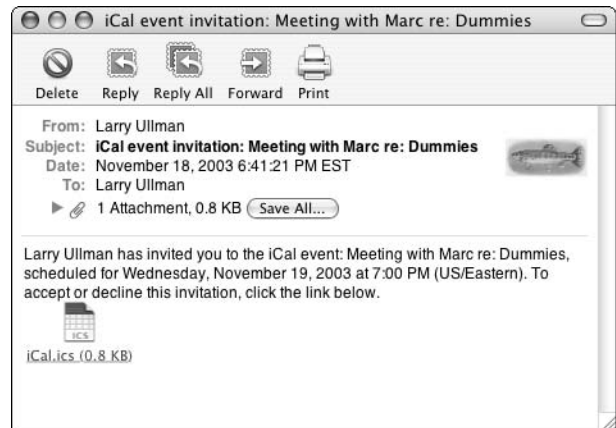 iCal event invitation: Meeting with Marc re: Dummies
Delete Reply Reply All Forward Print
From: Larry Ullman
Subject: iCal event invitation: Meeting with Marc re: Dummies
Date: November 18, 2003 6:41:21 PM EST
To: Larry Ullman
1 Attachment, 0.8 KB Save All...
Larry Ullman has invited you to the iCal event: Meeting with Marc re: Dummies,
scheduled for Wednesday, November 19, 2003 at 7:00 PM (US/Eastern). To
accept or decline this invitation, click the link below.
ICS
iCal.ics (0.8 KB)